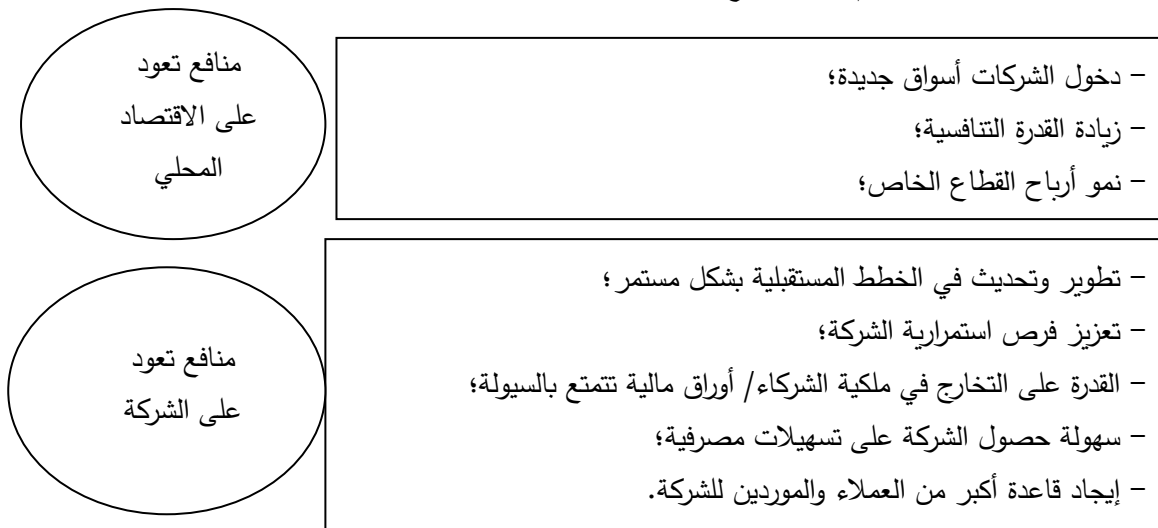 منافع تعود
على الاقتصاد
المحلي
- دخول الشركات أسواق جديدة؛
- زيادة القدرة التنافسية؛
- نمو أرباح القطاع الخاص؛
منافع تعود
على الشركة
- تطوير وتحديث في الخطط المستقبلية بشكل مستمر؛
- تعزيز فرص استمرارية الشركة؛
- القدرة على التخارج في ملكية الشركاء/ أوراق مالية تتمتع بالسيولة؛
- سهولة حصول الشركة على تسهيلات مصرفية؛
- إيجاد قاعدة أكبر من العملاء والموردين للشركة.